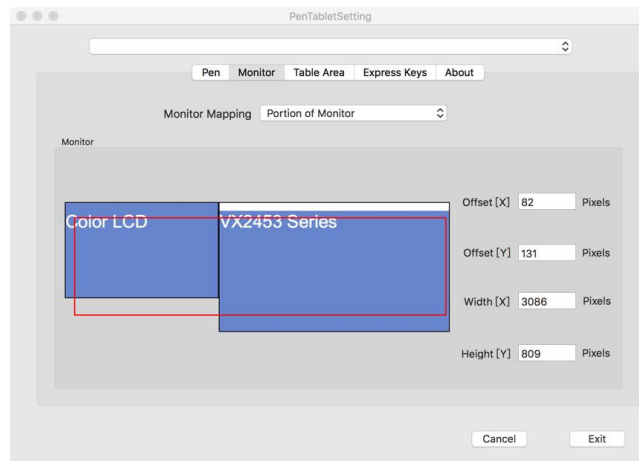 PenTabletSetting
Pen Monitor Table Area Express Keys About
Monitor Mapping Portion of Monitor
Monitor
Color LCD VX2453 Series
Offset [X] 82 Pixels
Offset [Y] 131 Pixels
Width [X] 3086 Pixels
Height [Y] 809 Pixels
Cancel Exit